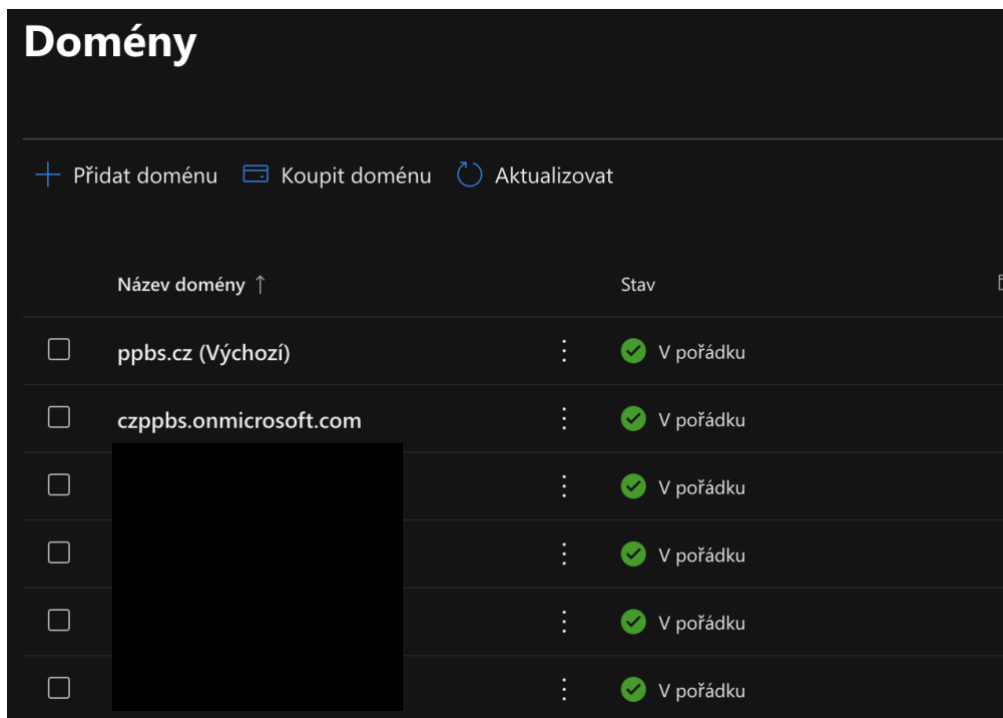 Domény
Přidat doménu Koupit doménu Aktualizovat
Název domény ↑ Stav
ppbs.cz (Výchozí) V pořádku
czppbs.onmicrosoft.com V pořádku
V pořádku
V pořádku
V pořádku
V pořádku